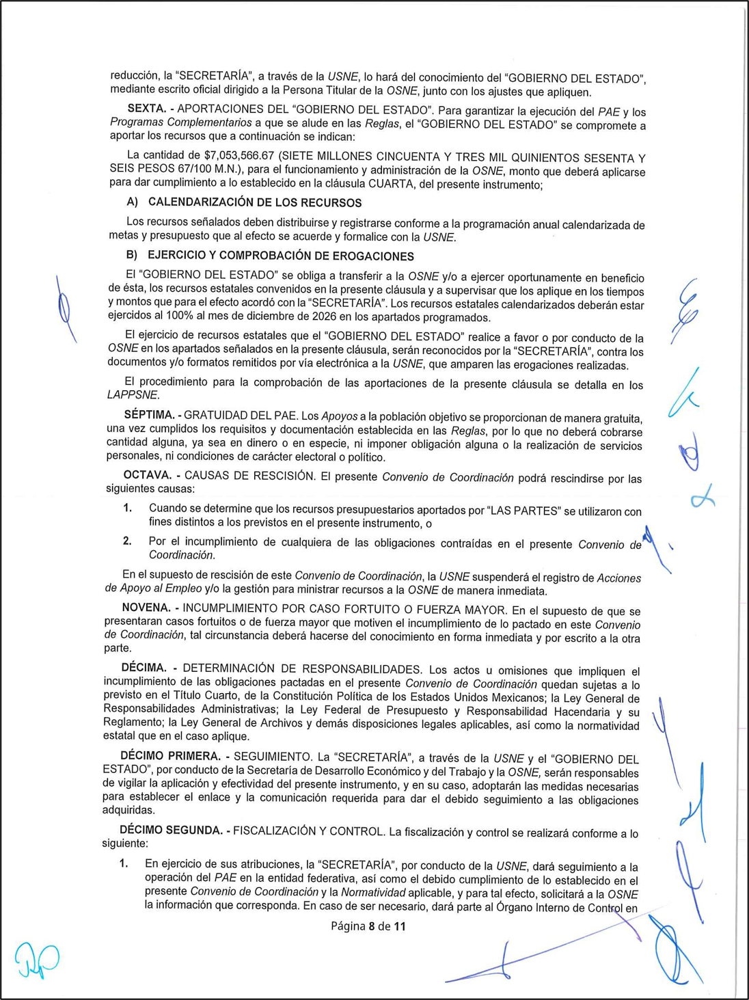 reducción, la “SECRETARÍA”, a través de la USNE, lo hará del conocimiento del “GOBIERNO DEL ESTADO”,
mediante escrito oficial dirigido a la Persona Titular de la OSNE, junto con los ajustes que apliquen.
SEXTA. - APORTACIONES DEL “GOBIERNO DEL ESTADO”. Para garantizar la ejecución del PAE y los
Programas Complementarios a que se alude en las Reglas, el “GOBIERNO DEL ESTADO” se compromete a
aportar los recursos que a continuación se indican:
La cantidad de $7,053,566.67 (SIETE MILLONES CINCUENTA Y TRES MIL QUINIENTOS SESENTA Y
SEIS PESOS 67/100 M.N.), para el funcionamiento y administración de la OSNE, monto que deberá aplicarse
para dar cumplimiento a lo establecido en la cláusula CUARTA, del presente instrumento;
A) CALENDARIZACIÓN DE LOS RECURSOS
Los recursos señalados deben distribuirse y registrarse conforme a la programación anual calendarizada de
metas y presupuesto que al efecto se acuerde y formalice con la USNE.
B) EJERCICIO Y COMPROBACIÓN DE EROGACIONES
El “GOBIERNO DEL ESTADO” se obliga a transferir a la OSNE y/o a ejercer oportunamente en beneficio
de ésta, los recursos estatales convenidos en la presente cláusula y a supervisar que los aplique en los tiempos
y montos que para el efecto acordó con la “SECRETARÍA”. Los recursos estatales calendarizados deberán estar
ejercidos al 100% al mes de diciembre de 2026 en los apartados programados.
El ejercicio de recursos estatales que el “GOBIERNO DEL ESTADO” realice a favor o por conducto de la
OSNE en los apartados señalados en la presente cláusula, serán reconocidos por la “SECRETARÍA”, contra los
documentos y/o formatos remitidos por vía electrónica a la USNE, que amparen las erogaciones realizadas.
El procedimiento para la comprobación de las aportaciones de la presente cláusula se detalla en los
LAPPSNE.
SÉPTIMA. - GRATUIDAD DEL PAE. Los Apoyos a la población objetivo se proporcionan de manera gratuita,
una vez cumplidos los requisitos y documentación establecida en las Reglas, por lo que no deberá cobrarse
cantidad alguna, ya sea en dinero o en especie, ni imponer obligación alguna o la realización de servicios
personales, ni condiciones de carácter electoral o político.
OCTAVA. - CAUSAS DE RESCISIÓN. El presente Convenio de Coordinación podrá rescindirse por las
siguientes causas:
1. Cuando se determine que los recursos presupuestarios aportados por “LAS PARTES” se utilizaron con
fines distintos a los previstos en el presente instrumento, o
2. Por el incumplimiento de cualquiera de las obligaciones contraídas en el presente Convenio de
Coordinación.
En el supuesto de rescisión de este Convenio de Coordinación, la USNE suspenderá el registro de Acciones
de Apoyo al Empleo y/o la gestión para ministrar recursos a la OSNE de manera inmediata.
NOVENA. - INCUMPLIMIENTO POR CASO FORTUITO O FUERZA MAYOR. En el supuesto de que se
presentaran casos fortuitos o de fuerza mayor que motiven el incumplimiento de lo pactado en este Convenio
de Coordinación, tal circunstancia deberá hacerse del conocimiento en forma inmediata y por escrito a la otra
parte.
DÉCIMA. - DETERMINACIÓN DE RESPONSABILIDADES. Los actos u omisiones que impliquen el
incumplimiento de las obligaciones pactadas en el presente Convenio de Coordinación quedan sujetas a lo
previsto en el Título Cuarto, de la Constitución Política de los Estados Unidos Mexicanos; la Ley General de
Responsabilidades Administrativas; la Ley Federal de Presupuesto y Responsabilidad Hacendaria y su
Reglamento; la Ley General de Archivos y demás disposiciones legales aplicables, así como la normatividad
estatal que en el caso aplique.
DÉCIMO PRIMERA. - SEGUIMIENTO. La “SECRETARÍA”, a través de la USNE y el “GOBIERNO DEL
ESTADO”, por conducto de la Secretaría de Desarrollo Económico y del Trabajo y la OSNE, serán responsables
de vigilar la aplicación y efectividad del presente instrumento, y en su caso, adoptarán las medidas necesarias
para establecer el enlace y la comunicación requerida para dar el debido seguimiento a las obligaciones
adquiridas.
DÉCIMO SEGUNDA. - FISCALIZACIÓN Y CONTROL. La fiscalización y control se realizará conforme a lo
siguiente:
1. En ejercicio de sus atribuciones, la “SECRETARÍA”, por conducto de la USNE, dará seguimiento a la
operación del PAE en la entidad federativa, así como el debido cumplimiento de lo establecido en el
presente Convenio de Coordinación y la Normatividad aplicable, y para tal efecto, solicitará a la OSNE
la información que corresponda. En caso de ser necesario, dará parte al Órgano Interno de Control en
Página 8 de 11